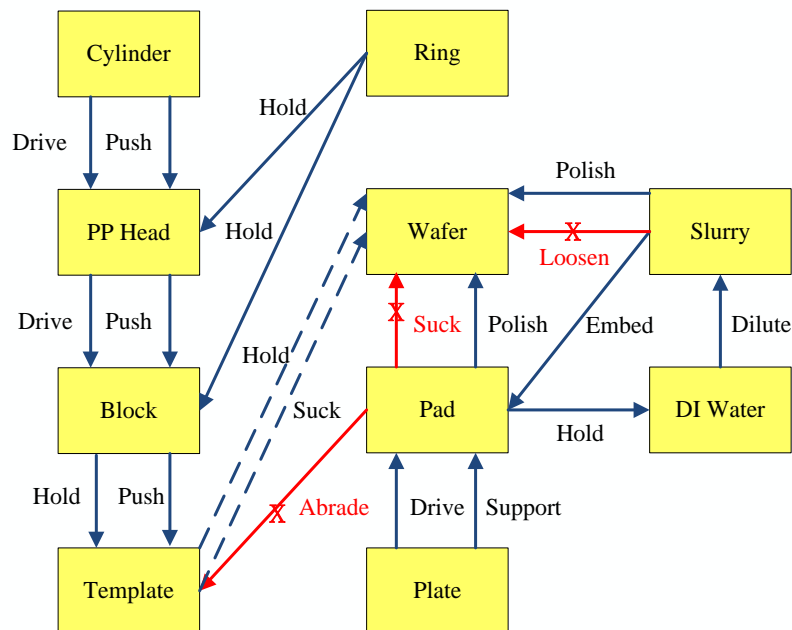 Cylinder
Ring
Hold
Drive
Push
Polish
PP Head
Hold
Wafer
X
Slurry
Loosen
Drive
Push
Hold
X
Suck
Polish
Embed
Dilute
Block
Suck
Pad
Hold
DI Water
Hold
Push
X
Abrade
Drive
Support
Template
Plate